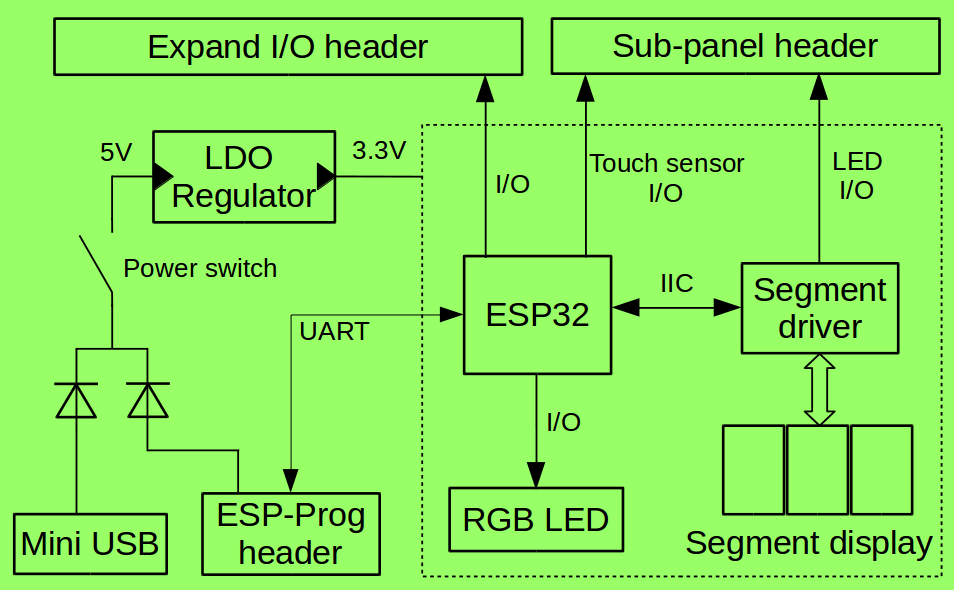 Expand I/O header
Sub-panel header
5V
LDO
Regulator
3.3V
I/O
Touch sensor
I/O
LED
I/O
Power switch
UART
ESP32
IIC
Segment
driver
I/O
Mini USB
ESP-Prog
header
RGB LED
Segment display